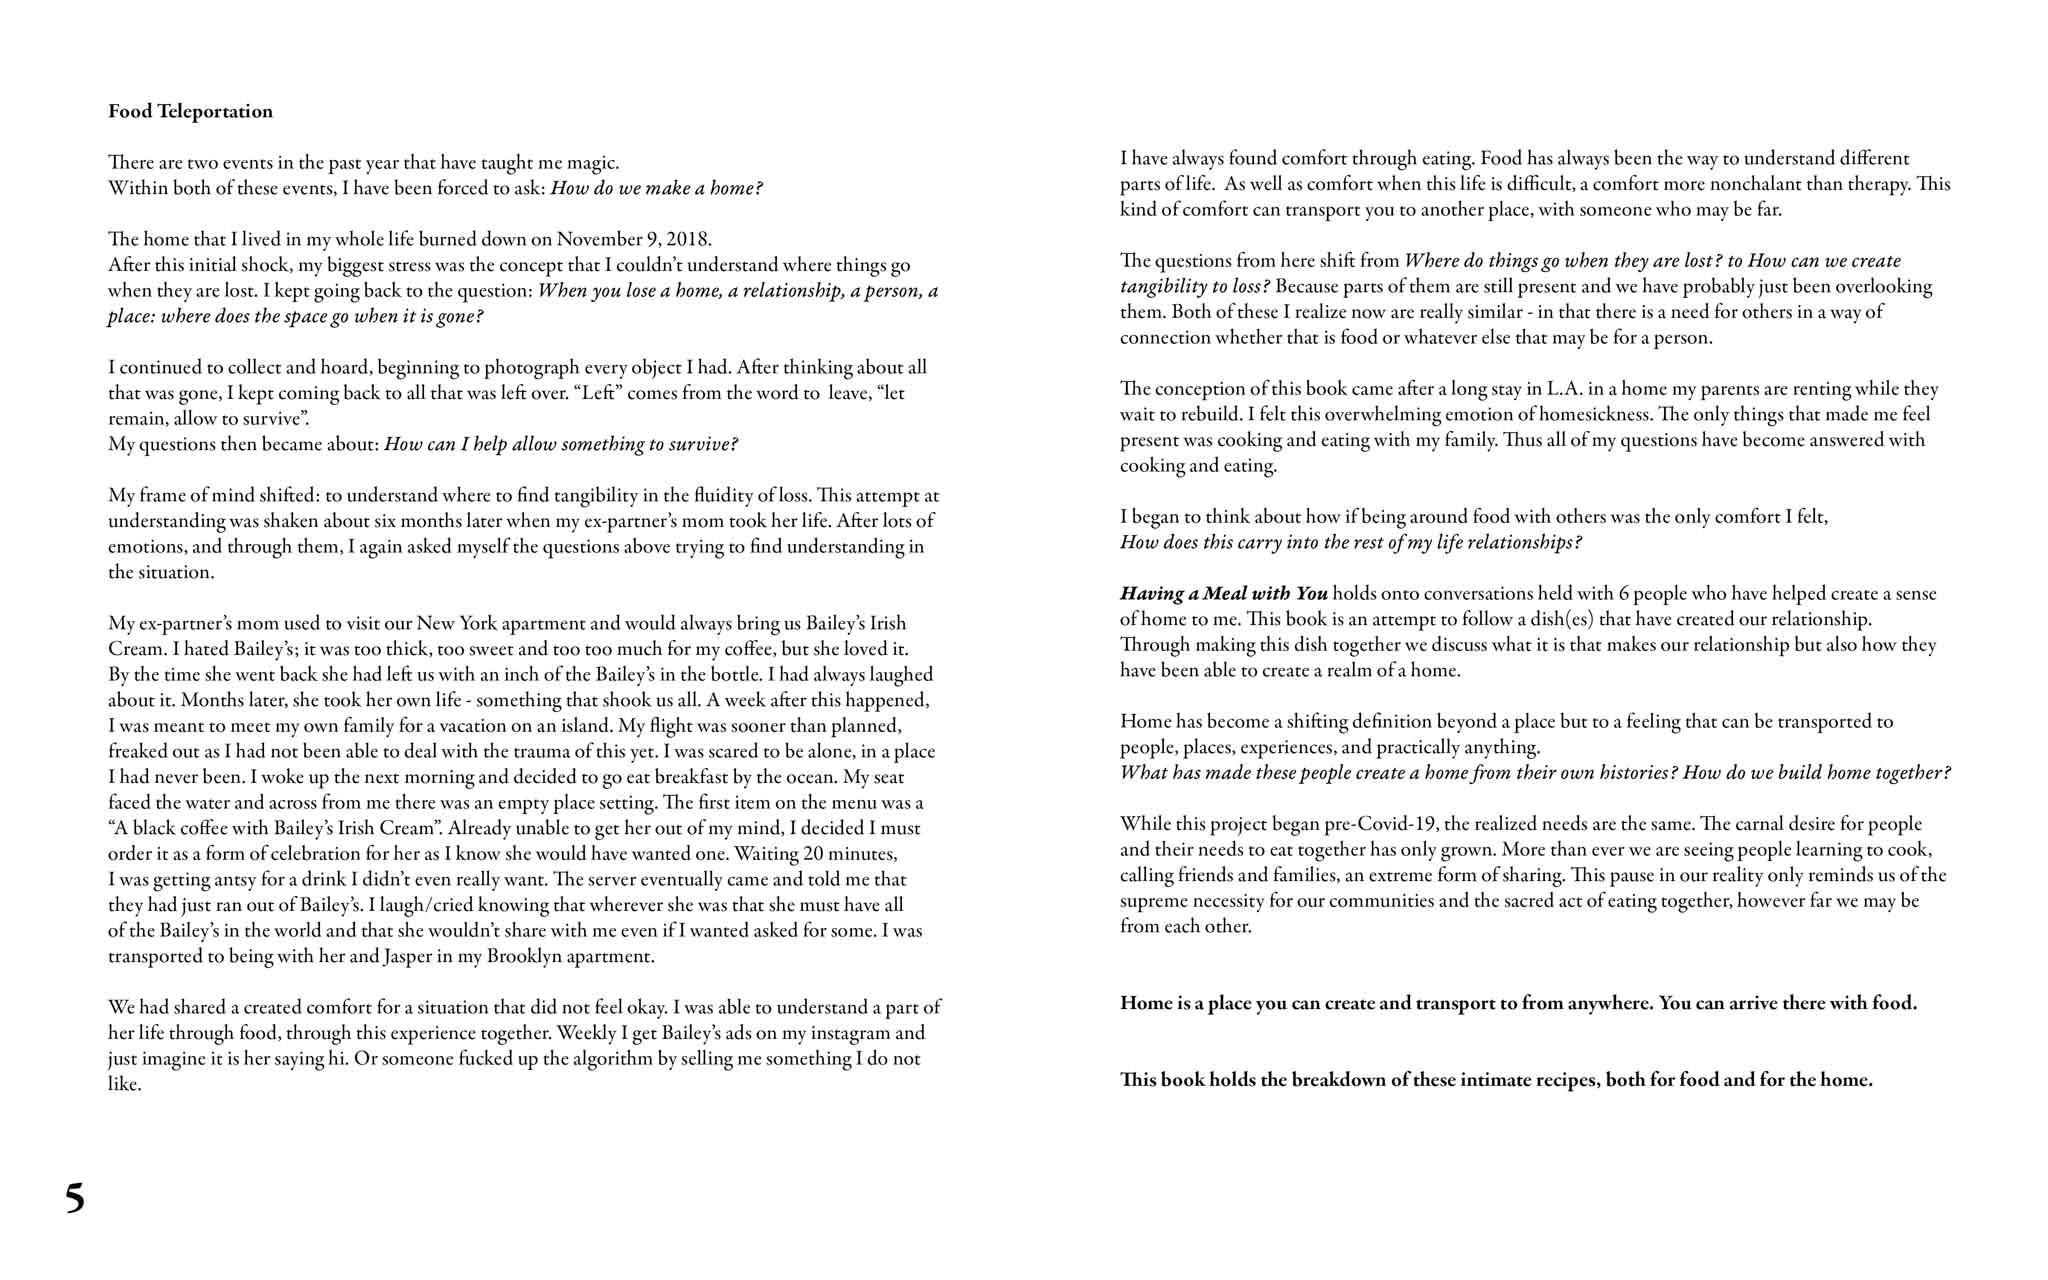 Food Teleportation
There are two events in the past year that have taught me magic.
Within both of these events, I have been forced to ask: How do we make a home?
The home that I lived in my whole life burned down on November 9, 2018.
After this initial shock, my biggest stress was the concept that I couldn’t understand where things go
when they are lost. I kept going back to the question: When you lose a home, a relationship, a person, a
place: where does the space go when it is gone?
I continued to collect and hoard, beginning to photograph every object I had. After thinking about all
that was gone, I kept coming back to all that was left over. “Left” comes from the word to  leave, “let
remain, allow to survive”.
My questions then became about: How can I help allow something to survive?
My frame of mind shifted: to understand where to find tangibility in the fluidity of loss. This attempt at
understanding was shaken about six months later when my ex-partner’s mom took her life. After lots of
emotions, and through them, I again asked myself the questions above trying to find understanding in
the situation.
My ex-partner’s mom used to visit our New York apartment and would always bring us Bailey’s Irish
Cream. I hated Bailey’s; it was too thick, too sweet and too too much for my coffee, but she loved it.
By the time she went back she had left us with an inch of the Bailey’s in the bottle. I had always laughed
about it. Months later, she took her own life - something that shook us all. A week after this happened,
I was meant to meet my own family for a vacation on an island. My flight was sooner than planned,
freaked out as I had not been able to deal with the trauma of this yet. I was scared to be alone, in a place
I had never been. I woke up the next morning and decided to go eat breakfast by the ocean. My seat
faced the water and across from me there was an empty place setting. The first item on the menu was a
“A black coffee with Bailey’s Irish Cream”. Already unable to get her out of my mind, I decided I must
order it as a form of celebration for her as I know she would have wanted one. Waiting 20 minutes,
I was getting antsy for a drink I didn’t even really want. The server eventually came and told me that
they had just ran out of Bailey’s. I laugh/cried knowing that wherever she was that she must have all
of the Bailey’s in the world and that she wouldn’t share with me even if I wanted asked for some. I was
transported to being with her and Jasper in my Brooklyn apartment.
We had shared a created comfort for a situation that did not feel okay. I was able to understand a part of
her life through food, through this experience together. Weekly I get Bailey’s ads on my instagram and
just imagine it is her saying hi. Or someone fucked up the algorithm by selling me something I do not
like.
5
I have always found comfort through eating. Food has always been the way to understand different
parts of life.  As well as comfort when this life is difficult, a comfort more nonchalant than therapy. This
kind of comfort can transport you to another place, with someone who may be far.
The questions from here shift from Where do things go when they are lost? to How can we create
tangibility to loss? Because parts of them are still present and we have probably just been overlooking
them. Both of these I realize now are really similar - in that there is a need for others in a way of
connection whether that is food or whatever else that may be for a person.
The conception of this book came after a long stay in L.A. in a home my parents are renting while they
wait to rebuild. I felt this overwhelming emotion of homesickness. The only things that made me feel
present was cooking and eating with my family. Thus all of my questions have become answered with
cooking and eating.
I began to think about how if being around food with others was the only comfort I felt,
How does this carry into the rest of my life relationships?
Having a Meal with You holds onto conversations held with 6 people who have helped create a sense
of home to me. This book is an attempt to follow a dish(es) that have created our relationship.
Through making this dish together we discuss what it is that makes our relationship but also how they
have been able to create a realm of a home.
Home has become a shifting definition beyond a place but to a feeling that can be transported to
people, places, experiences, and practically anything.
What has made these people create a home from their own histories? How do we build home together?
While this project began pre-Covid-19, the realized needs are the same. The carnal desire for people
and their needs to eat together has only grown. More than ever we are seeing people learning to cook,
calling friends and families, an extreme form of sharing. This pause in our reality only reminds us of the
supreme necessity for our communities and the sacred act of eating together, however far we may be
from each other.
Home is a place you can create and transport to from anywhere. You can arrive there with food.
This book holds the breakdown of these intimate recipes, both for food and for the home.